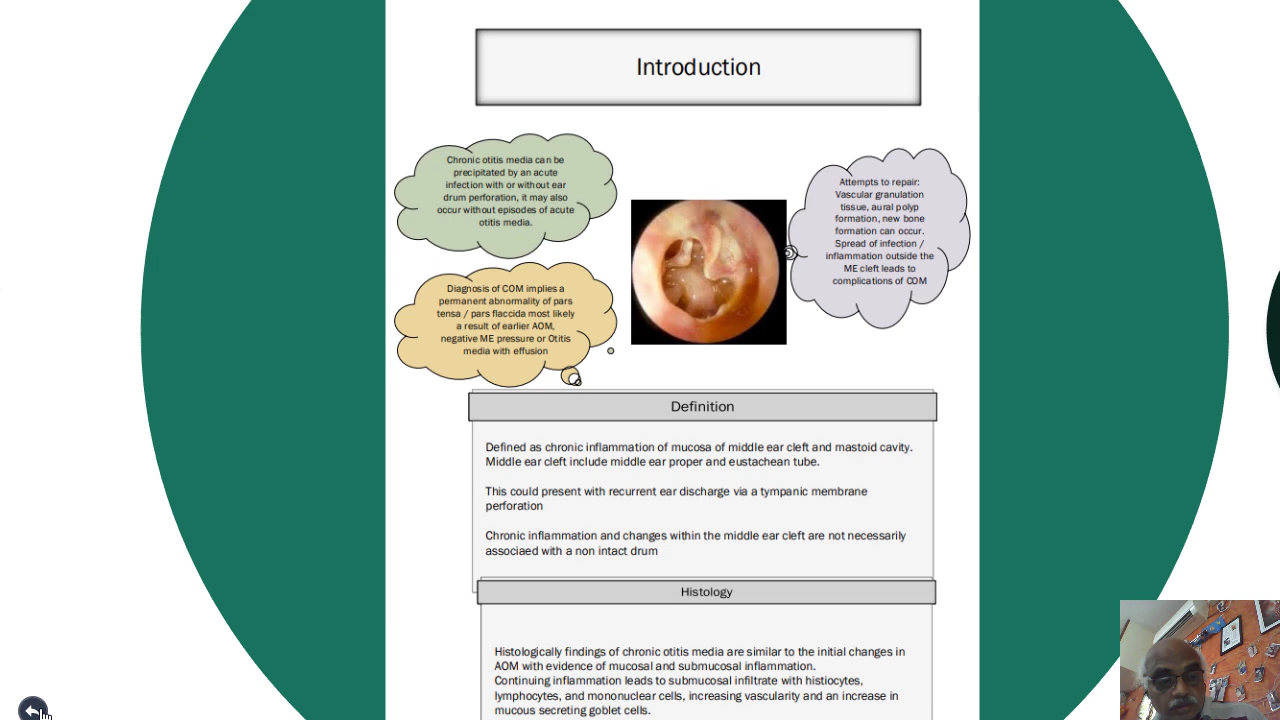 Introduction
Chronic otitis media can be
precipitated by an acute
infection with or without ear
drum perforation, it may also
occur without episodes of acute
otitis media.
Diagnosis of COM implies a
permanent abnormality of pars
tensa / pars flaccida most likely
a result of earlier AOM,
negative ME pressure or Otitis
media with effusion
Attempts to repair:
Vascular granulation
tissue, aural polyp
formation, new bone
formation can occur.
Spread of infection /
inflammation outside the
ME cleft leads to
complications of COM
Definition
Defined as chronic inflammation of mucosa of middle ear cleft and mastoid cavity.
Middle ear cleft include middle ear proper and eustachean tube.
This could present with recurrent ear discharge via a tympanic membrane
perforation
Chronic inflammation and changes within the middle ear cleft are not necessarily
associaed with a non intact drum
Histology
Histologically findings of chronic otitis media are similar to the initial changes in
AOM with evidence of mucosal and submucosal inflammation.
Continuing inflammation leads to submucosal infiltrate with histiocytes,
lymphocytes, and mononuclear cells, increasing vascularity and an increase in
mucous secreting goblet cells.